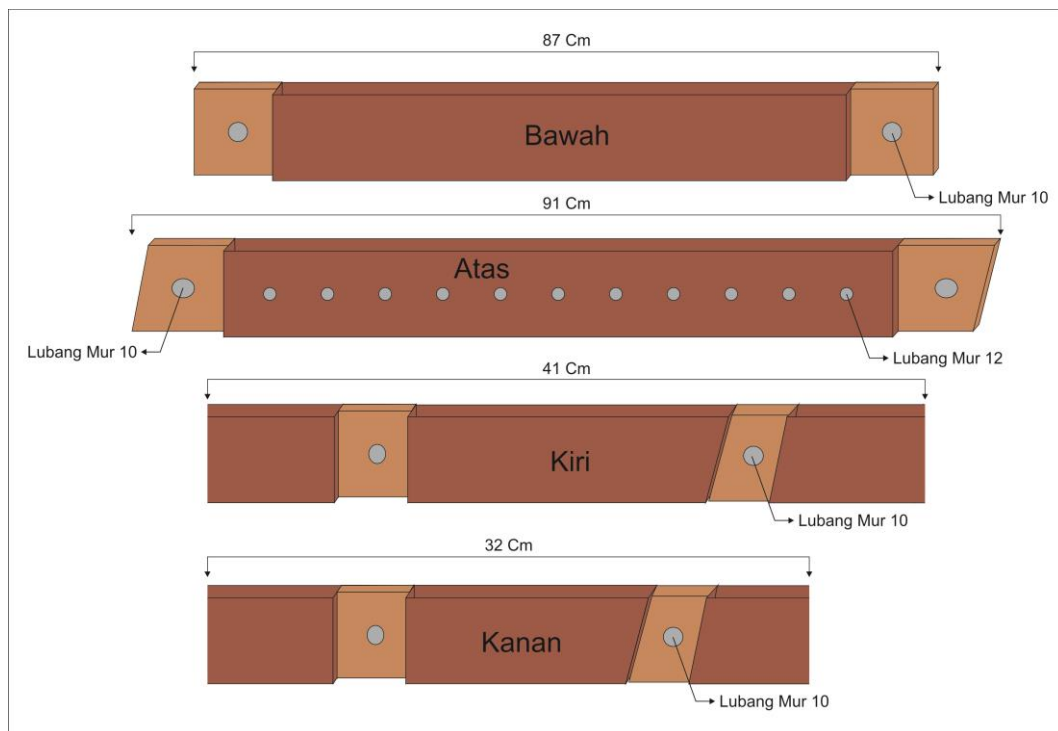 87 Cm
Bawah
Lubang Mur 10
91 Cm
Atas
Lubang Mur 10
Lubang Mur 12
41 Cm
Kiri
Lubang Mur 10
32 Cm
Kanan
Lubang Mur 10